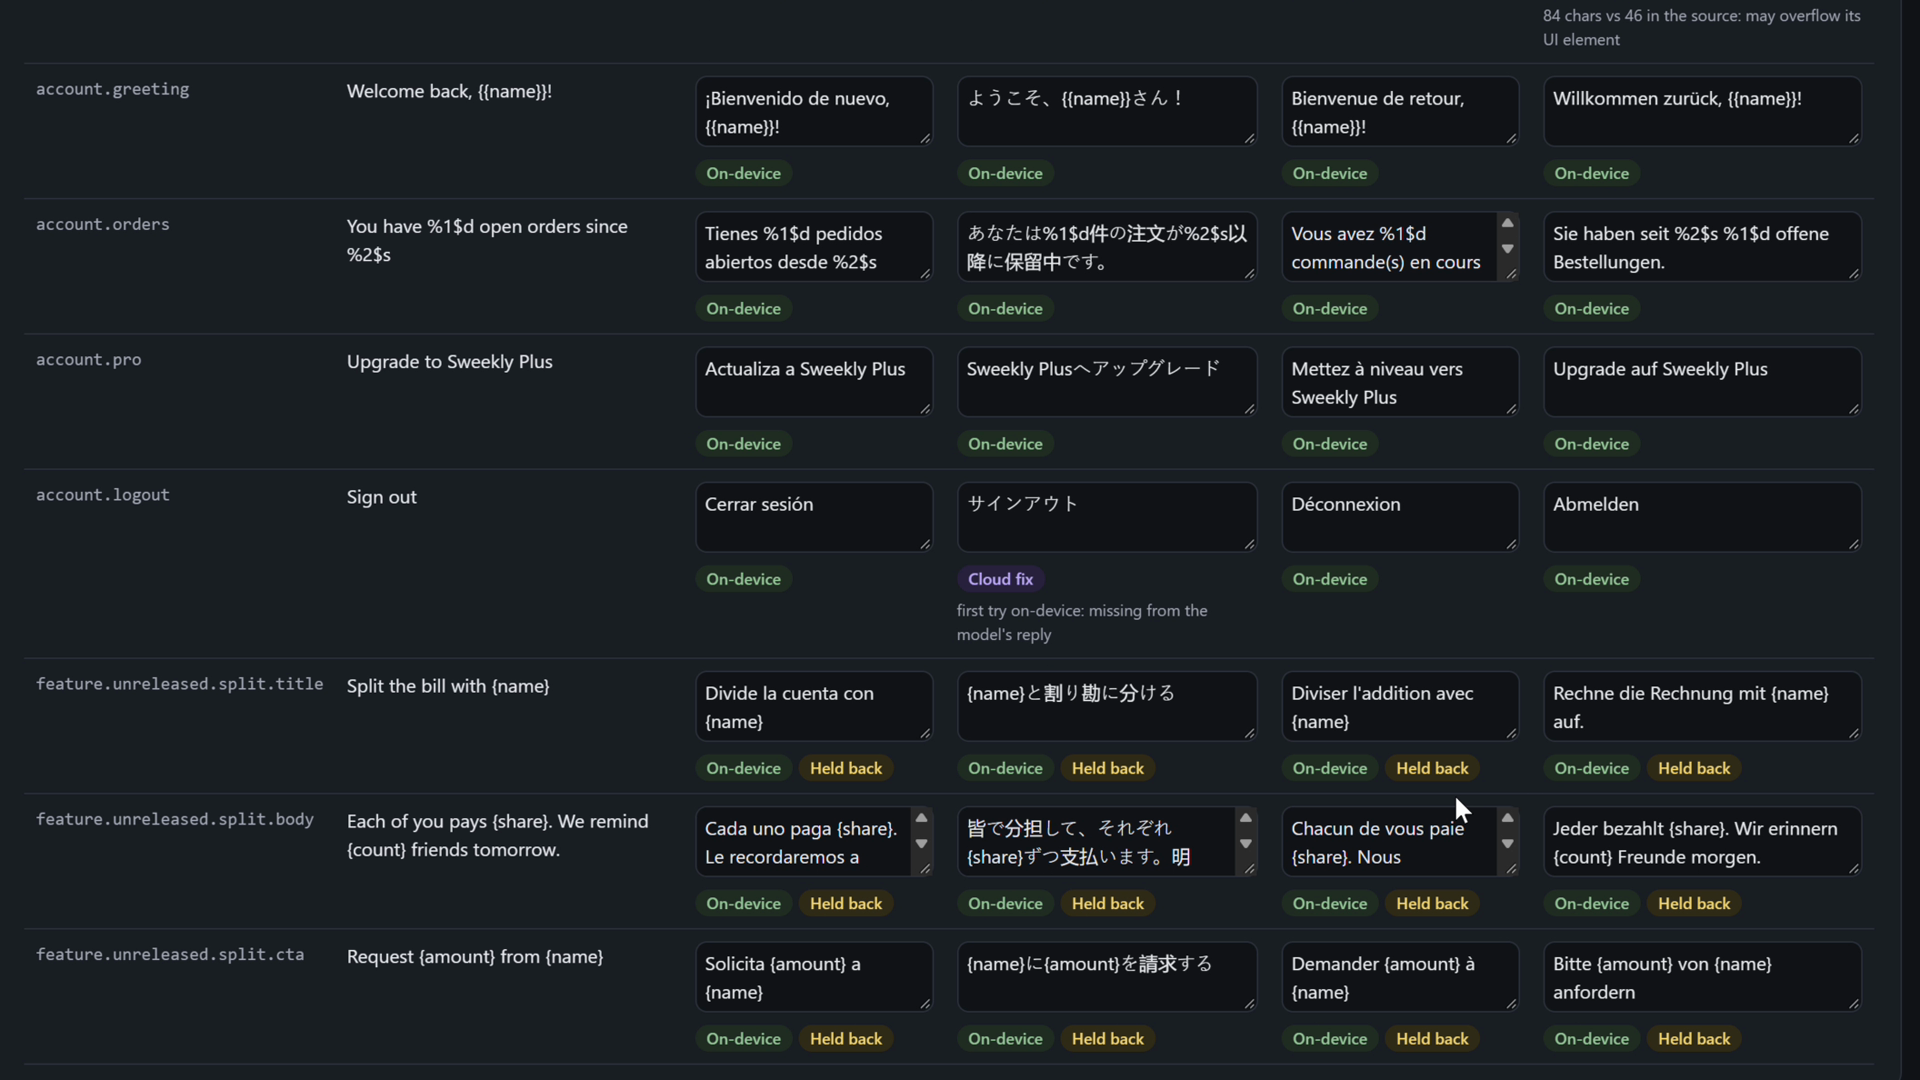 84 chars vs 46 in the source: may overflow its
UI element
account.greeting
Welcome back, {{name}}!
¡Bienvenido de nuevo,
{{name}}!
On-device
ようこそ、{{name}}さん！
On-device
Bienvenue de retour,
{{name}}!
On-device
Willkommen zurück, {{name}}!
On-device
account.orders
You have %1$d open orders since
%2$s
Tienes %1$d pedidos
abiertos desde %2$s
On-device
あなたは%1$d件の注文が%2$s以
降に保留中です。
On-device
Vous avez %1$d
commande(s) en cours
On-device
Sie haben seit %2$s %1$d offene
Bestellungen.
On-device
account.pro
Upgrade to Sweekly Plus
Actualiza a Sweekly Plus
On-device
Sweekly Plusへアップグレード
On-device
Mettez à niveau vers
Sweekly Plus
On-device
Upgrade auf Sweekly Plus
On-device
account.logout
Sign out
Cerrar sesión
On-device
サインアウト
Cloud fix
first try on-device: missing from the
model's reply
Déconnexion
On-device
Abmelden
On-device
feature.unreleased.split.title
Split the bill with {name}
Divide la cuenta con
{name}
On-device
Held back
{name}と割り勘に分ける
On-device
Held back
Diviser l'addition avec
{name}
On-device
Held back
Rechne die Rechnung mit {name}
auf.
On-device
Held back
feature.unreleased.split.body
Each of you pays {share}. We remind
{count} friends tomorrow.
Cada uno paga {share}.
Le recordaremos a
On-device
Held back
皆で分担して、それぞれ
{share}ずつ支払います。明
On-device
Held back
Chacun de vous paie
{share}. Nous
On-device
Held back
Jeder bezahlt {share}. Wir erinnern
{count} Freunde morgen.
On-device
Held back
feature.unreleased.split.cta
Request {amount} from {name}
Solicita {amount} a
{name}
On-device
Held back
{name}に{amount}を請求する
On-device
Held back
Demander {amount} à
{name}
On-device
Held back
Bitte {amount} von {name}
anfordern
On-device
Held back